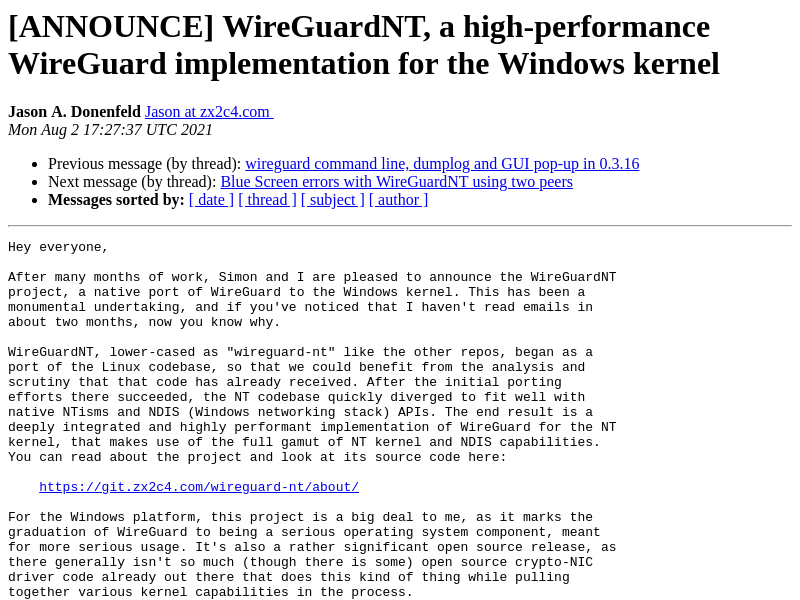 [ANNOUNCE] WireGuardNT, a high-performance
WireGuard implementation for the Windows kernel
Jason A. Donenfeld Jason at zx2c4.com
Mon Aug 2 17:27:37 UTC 2021
Previous message (by thread): wireguard command line, dumplog and GUI pop-up in 0.3.16
Next message (by thread): Blue Screen errors with WireGuardNT using two peers
Messages sorted by: [ date ] [ thread ] [ subject ] [ author ]
Hey everyone,
After many months of work, Simon and I are pleased to announce the WireGuardNT
project, a native port of WireGuard to the Windows kernel. This has been a
monumental undertaking, and if you've noticed that I haven't read emails in
about two months, now you know why.
WireGuardNT, lower-cased as "wireguard-nt" like the other repos, began as a
port of the Linux codebase, so that we could benefit from the analysis and
scrutiny that that code has already received. After the initial porting
efforts there succeeded, the NT codebase quickly diverged to fit well with
native NTisms and NDIS (Windows networking stack) APIs. The end result is a
deeply integrated and highly performant implementation of WireGuard for the NT
kernel, that makes use of the full gamut of NT kernel and NDIS capabilities.
You can read about the project and look at its source code here:
https://git.zx2c4.com/wireguard-nt/about/
For the Windows platform, this project is a big deal to me, as it marks the
graduation of WireGuard to being a serious operating system component, meant
for more serious usage. It's also a rather significant open source release, as
there generally isn't so much (though there is some) open source crypto-NIC
driver code already out there that does this kind of thing while pulling
together various kernel capabilities in the process.